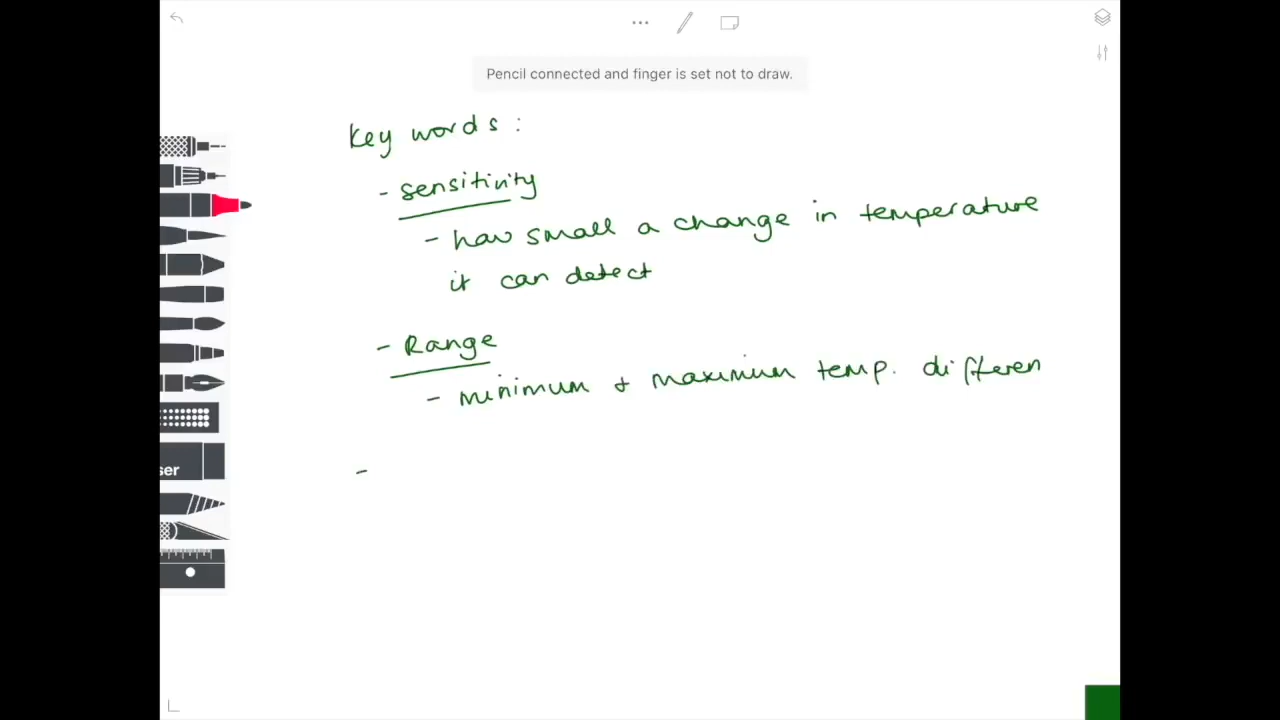 Pencil connected and finger is set not to draw.
Key words:
- Sensitivity
- how small a change in temperature
it can detect
- Range
- minimum + maximum temp. differen
-
ser